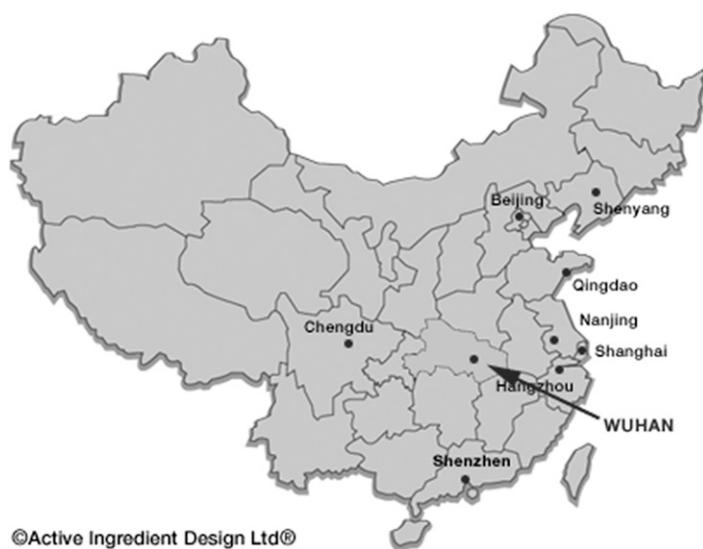 Beijing
Shenyang
Qingdao
Nanjing
Chengdu
Shanghai
Hangzhou
WUHAN
Shenzhen
©Active Ingredient Design Ltd®